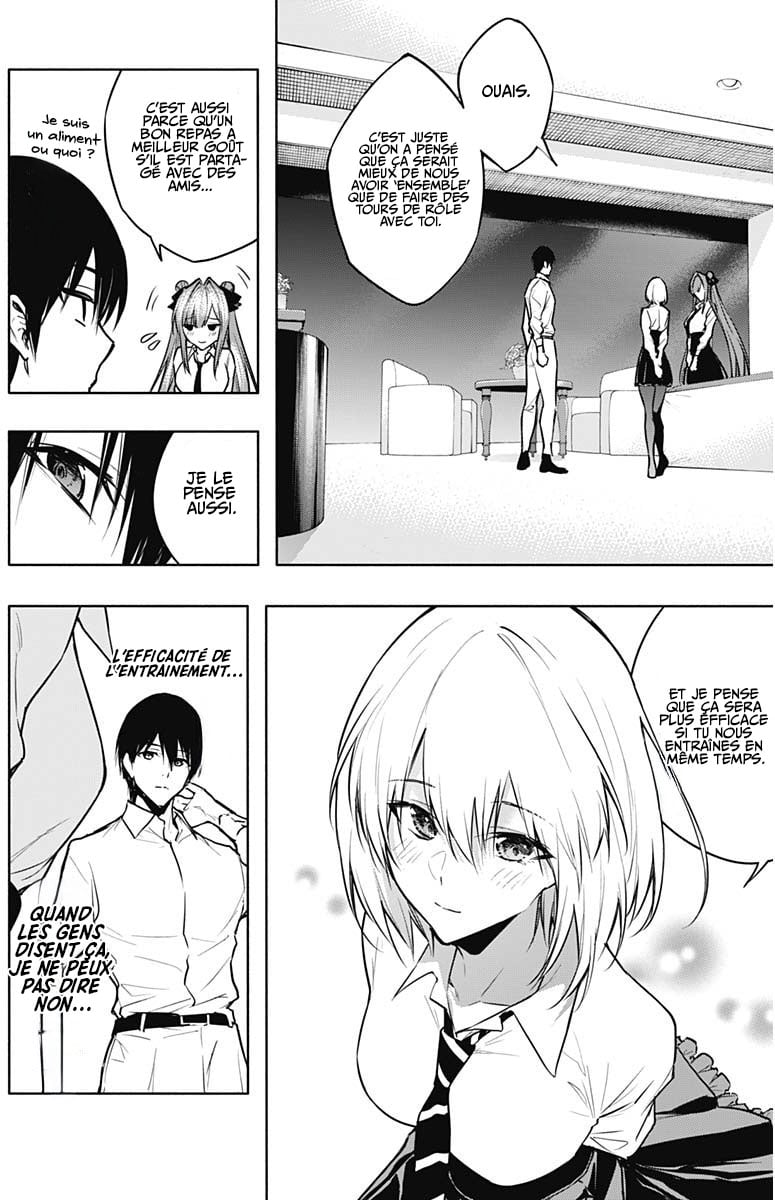 OUAIS.
C'EST JUSTE
QU'ON A PENSÉ
QUE ÇA SERAIT
MIEUX DE NOUS
AVOIR 'ENSEMBLE'
QUE DE FAIRE DES
TOURS DE RÔLE
AVEC TOI.
C'EST AUSSI
PARCE QU'UN
BON REPAS A
MEILLEUR GOÛT
S'IL EST PARTA-
GÉ AVEC DES
AMIS...
Je suis
un aliment
ou quoi ?
JE LE
PENSE
AUSSI.
ET JE PENSE
QUE ÇA SERA
PLUS ÉFFICACE
SI TU NOUS
ENTRAÎNES EN
MÊME TEMPS.
L'EFFICACITÉ DE
L'ENTRAINEMENT...
QUAND
LES GENS
DISENT ÇA,
JE NE PEUX
PAS DIRE
NON...